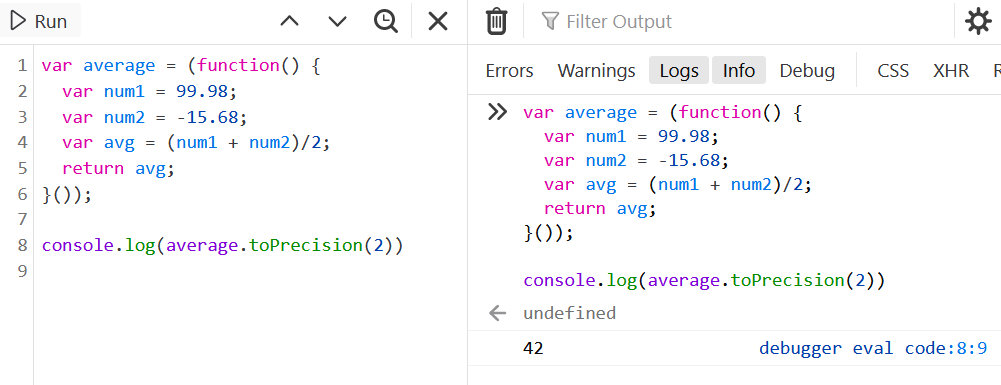 Run
1 var average = (function() {
2 var num1 = 99.98;
3 var num2 = -15.68;
4 var avg = (num1 + num2)/2;
5 return avg;
6 }());
7
8 console.log(average.toPrecision(2))
9
Filter Output
Errors Warnings Logs Info Debug CSS XHR R
var average = (function() {
var num1 = 99.98;
var num2 = -15.68;
var avg = (num1 + num2)/2;
return avg;
}());
console.log(average.toPrecision(2))
undefined
42 debugger eval code:8:9